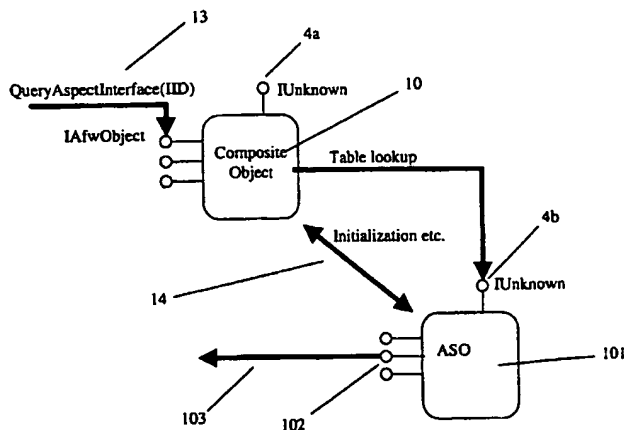 13
4a
QueryAspectInterface(IID)
IUnknown
10
IAfwObject
Composite
Object
Table lookup
4b
Initialization etc.
IUnknown
14
ASO
101
103
102